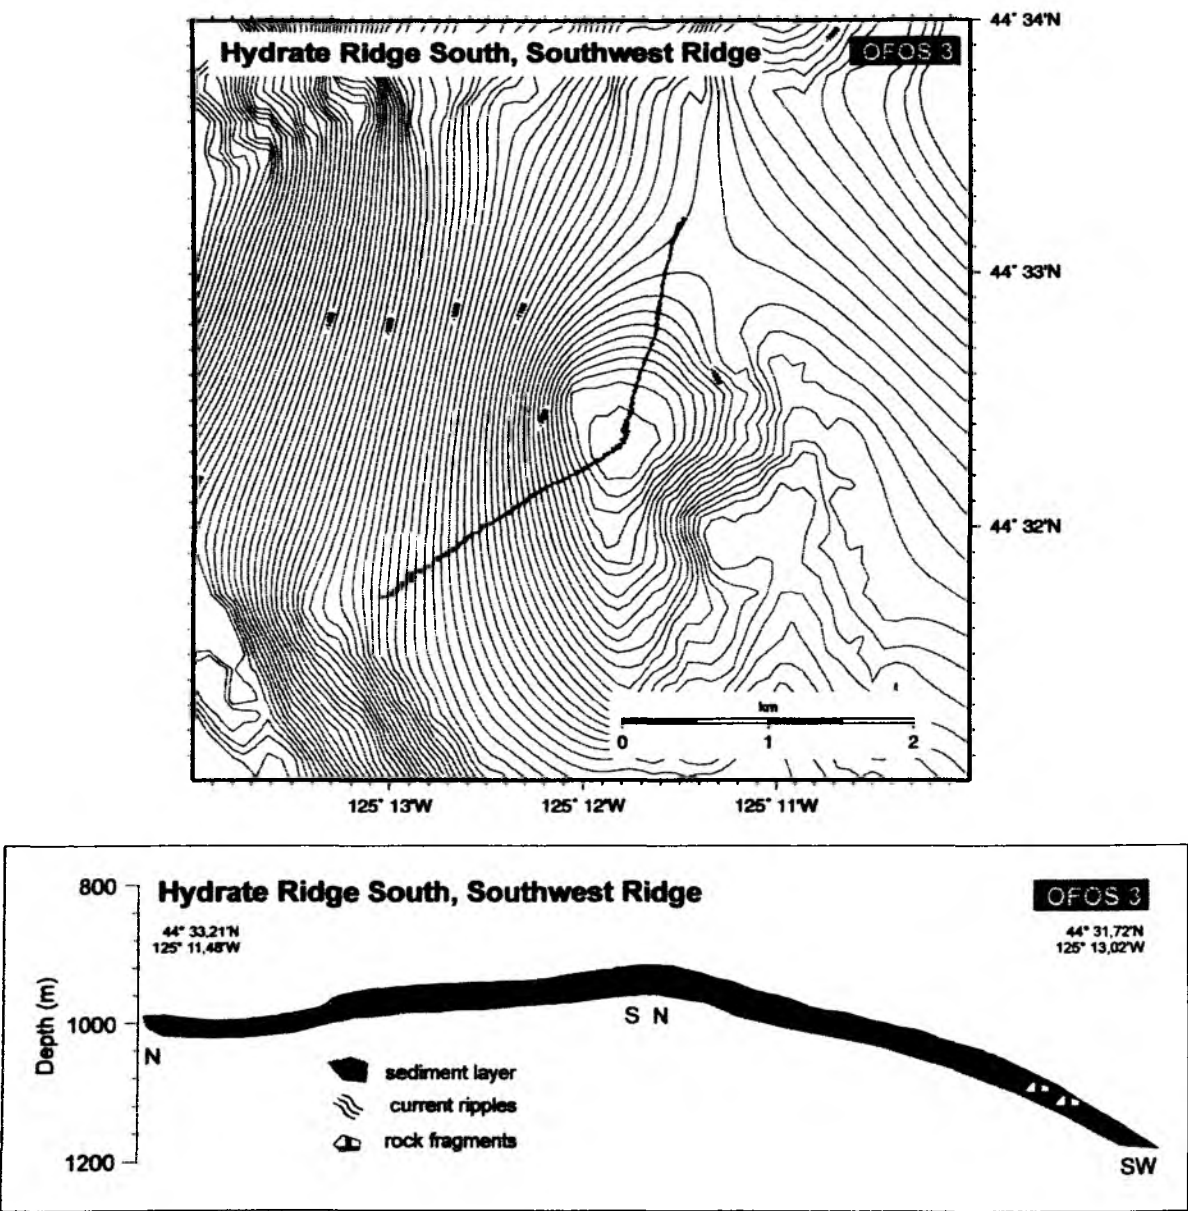 Hydrate Ridge South, Southwest Ridge
OFOS 3
44° 34'N
44° 33'N
44° 32'N
km
0 1 2
125° 13'W 125° 12'W 125° 11'W
Hydrate Ridge South, Southwest Ridge
OFOS 3
44° 33,21'N
125° 11,48'W
44° 31,72'N
125° 13,02'W
Depth (m)
800
1000
1200
N
S N
SW
sediment layer
current ripples
rock fragments